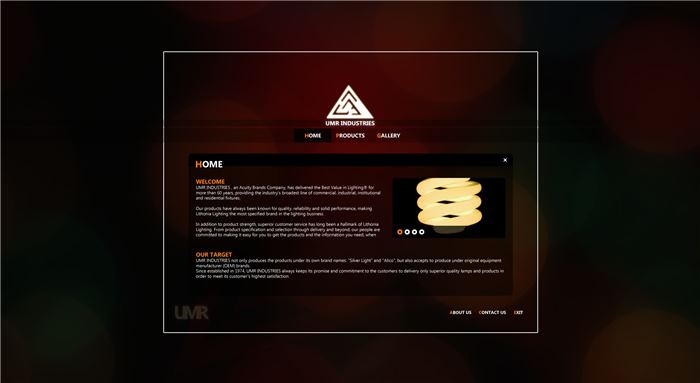 UMR INDUSTRIES
HOME PRODUCTS GALLERY
HOME
WELCOME
UMR INDUSTRIES , an Acuity Brands Company, has delivered the Best Value in Lighting® for
more than 60 years, providing the industry's broadest line of commercial, industrial, institutional
and residential fixtures.
Our products have always been known for quality, reliability and solid performance, making
Lithonia Lighting the most specified brand in the lighting business.
In addition to product strength, superior customer service has long been a hallmark of Lithonia
Lighting. From product specification and selection through delivery and beyond, our people are
committed to making it easy for you to get the products and the information you need, when
OUR TARGET
UMR INDUSTRIES not only produces the products under its own brand names: "Silver Light" and "Alico", but also accepts to produce under original equipment
manufacturer (OEM) brands.
Since established in 1974, UMR INDUSTRIES always keeps its promise and commitment to the customers to delivery only superior quality lamps and products in
order to meet its customer's highest satisfaction.
UMR
ABOUT US CONTACT US EXIT